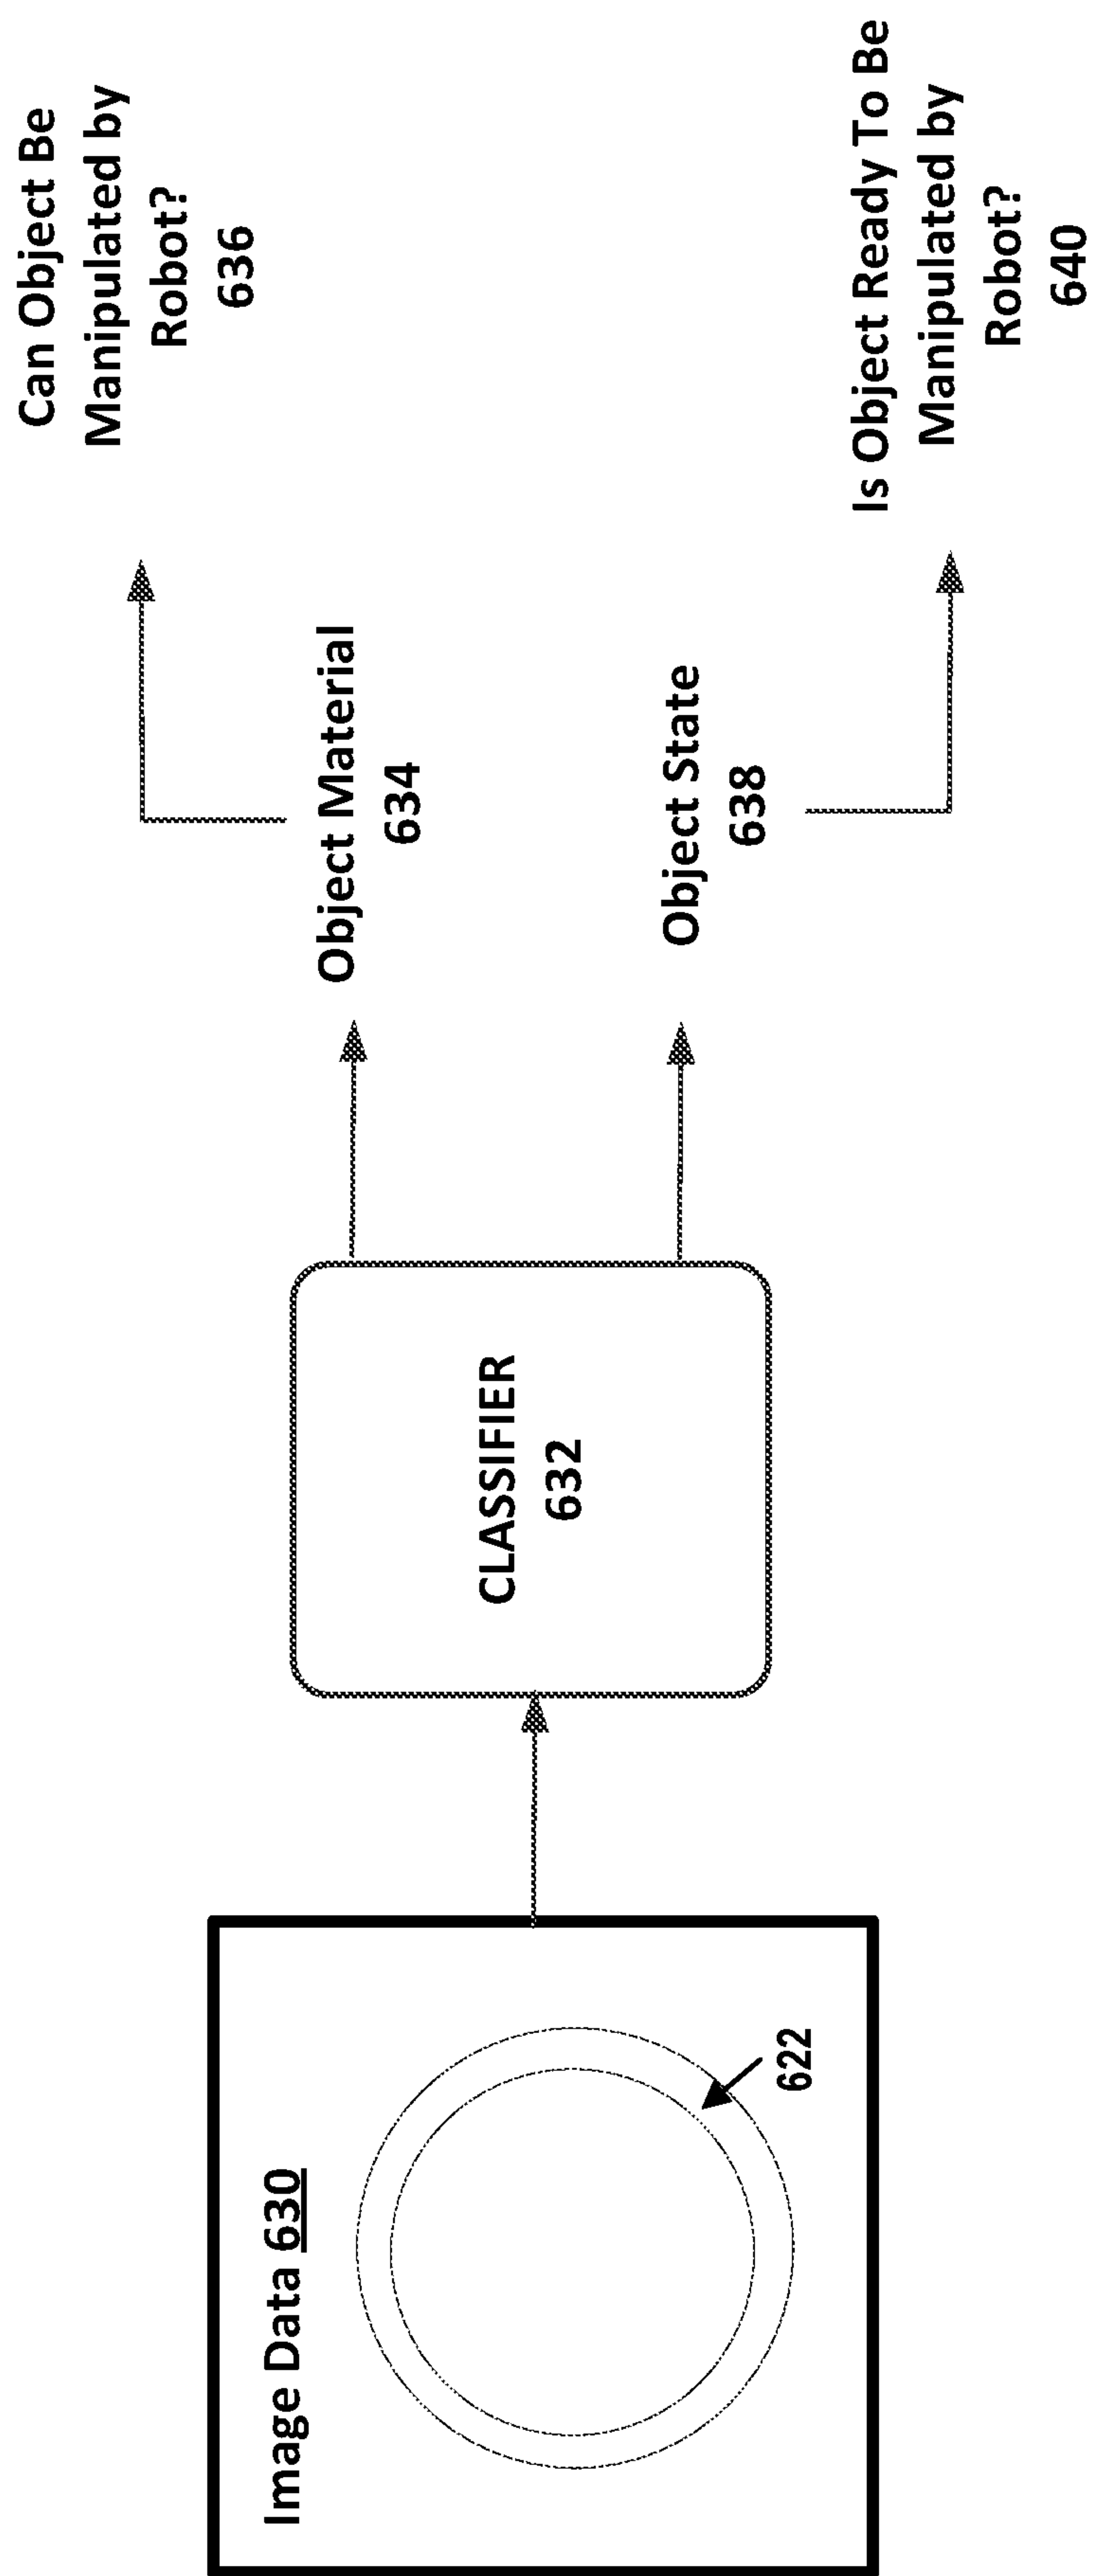 Image Data 630
622
CLASSIFIER
632
Object Material
634
Can Object Be
Manipulated by
Robot?
636
Object State
638
Is Object Ready To Be
Manipulated by
Robot?
640